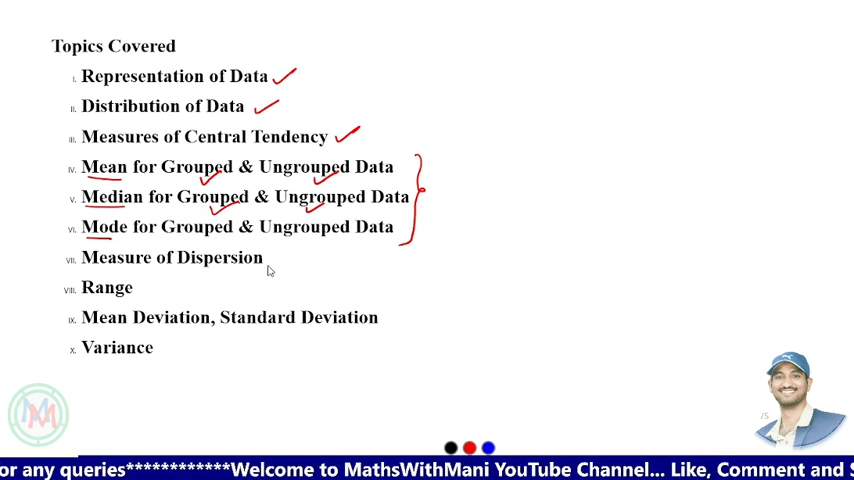 Topics Covered
I. Representation of Data
II. Distribution of Data
III. Measures of Central Tendency
IV. Mean for Grouped & Ungrouped Data
V. Median for Grouped & Ungrouped Data
VI. Mode for Grouped & Ungrouped Data
VII. Measure of Dispersion
VIII. Range
IX. Mean Deviation, Standard Deviation
X. Variance
MM
VS
or any queries************Welcome to MathsWithMani YouTube Channel... Like, Comment and S